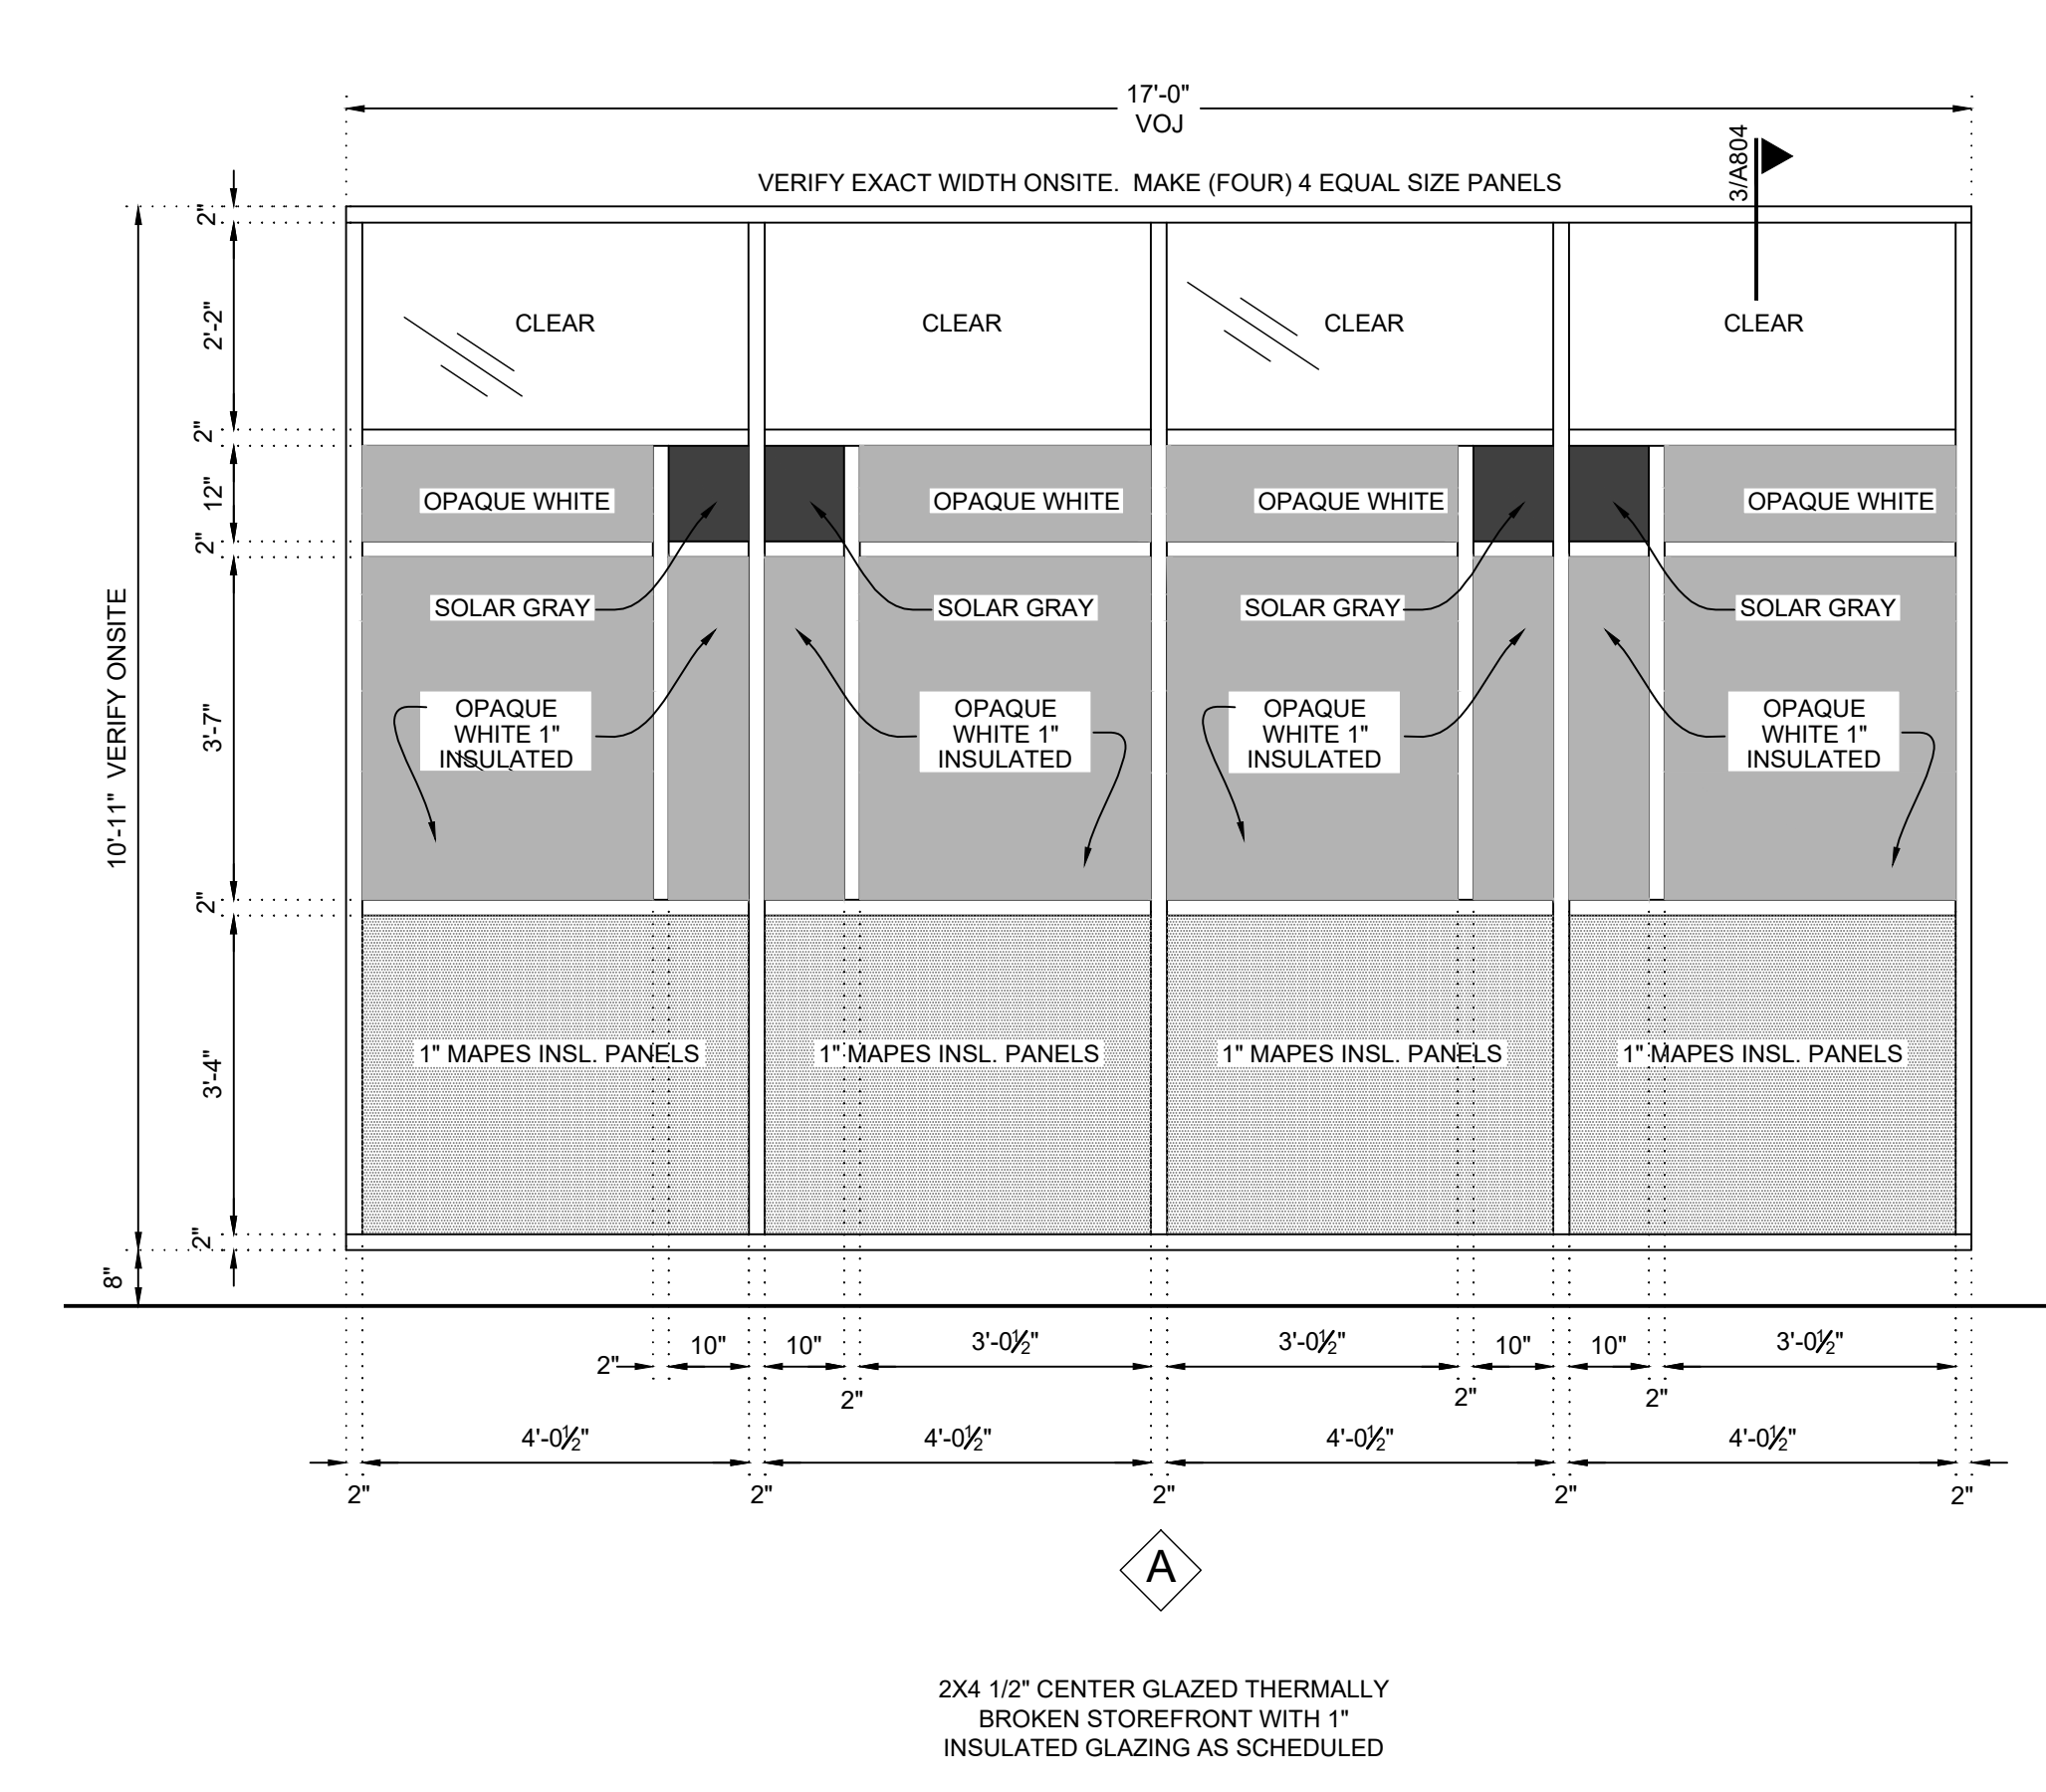 17'-0"
VOJ
VERIFY EXACT WIDTH ONSITE. MAKE (FOUR) 4 EQUAL SIZE PANELS
3/A804
2"
2'-2"
2"
12"
2"
3'-7"
2"
3'-4"
2"
10'-11" VERIFY ONSITE
8"
CLEAR CLEAR CLEAR CLEAR
OPAQUE WHITE OPAQUE WHITE OPAQUE WHITE OPAQUE WHITE
SOLAR GRAY SOLAR GRAY SOLAR GRAY SOLAR GRAY
OPAQUE
WHITE 1"
INSULATED
OPAQUE
WHITE 1"
INSULATED
OPAQUE
WHITE 1"
INSULATED
OPAQUE
WHITE 1"
INSULATED
1" MAPES INSL. PANELS 1" MAPES INSL. PANELS 1" MAPES INSL. PANELS 1" MAPES INSL. PANELS
2" 10" 10" 3'-0½" 3'-0½" 10" 10" 3'-0½"
2" 2" 2"
4'-0½" 4'-0½" 4'-0½" 4'-0½"
2" 2" 2" 2" 2"
A
2X4 1/2" CENTER GLAZED THERMALLY
BROKEN STOREFRONT WITH 1"
INSULATED GLAZING AS SCHEDULED